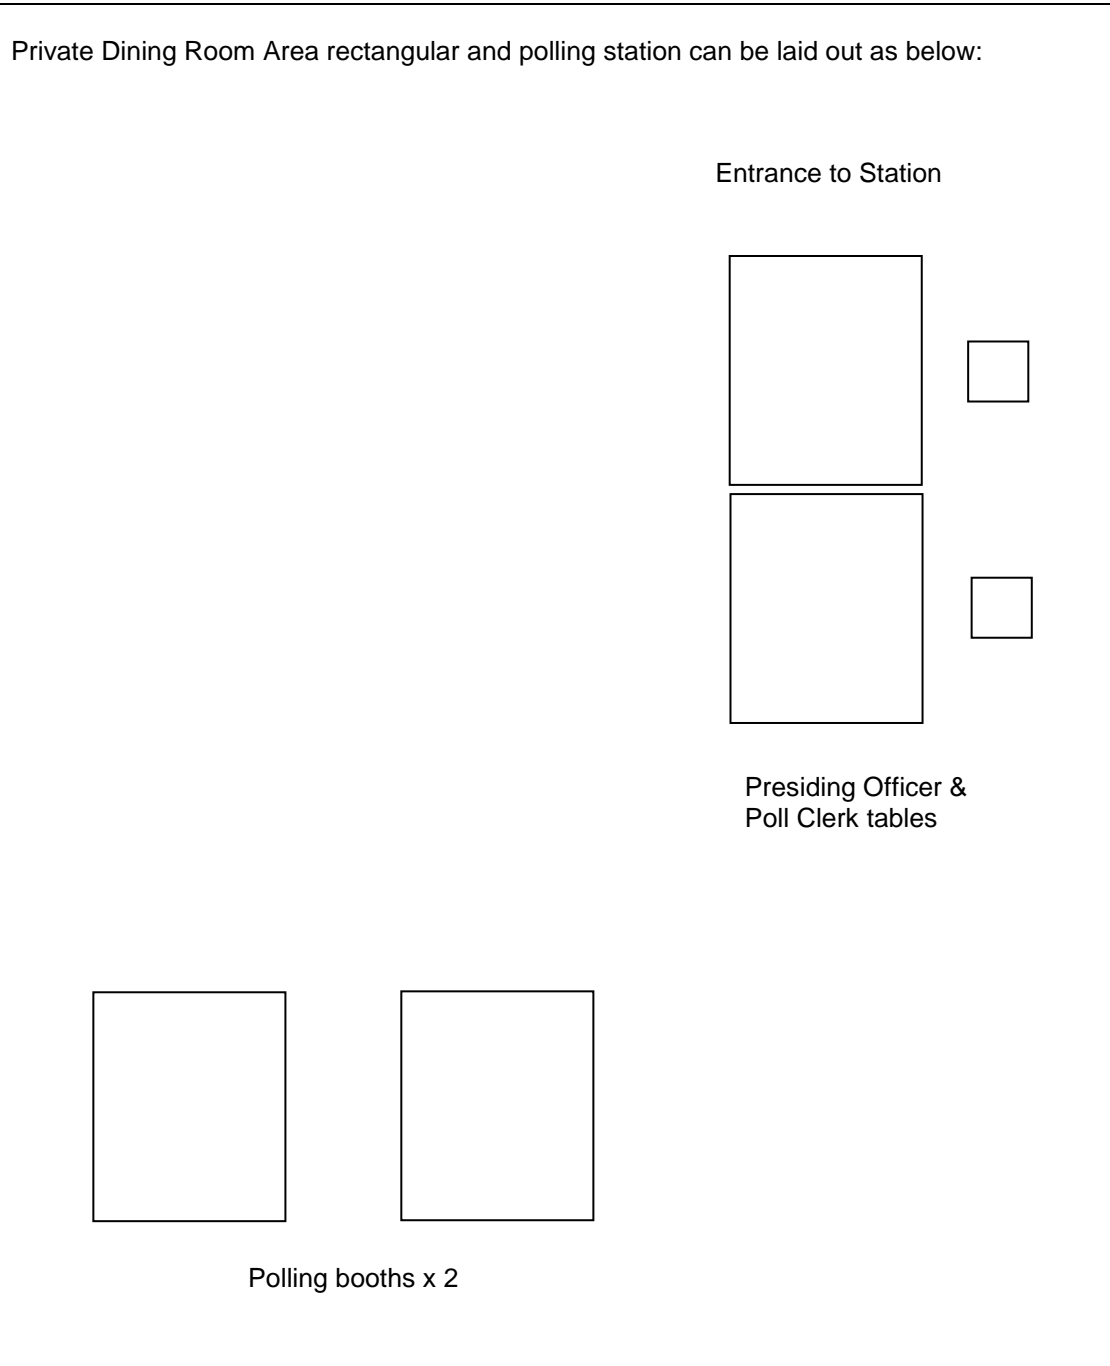 Private Dining Room Area rectangular and polling station can be laid out as below:
Entrance to Station
Presiding Officer &
Poll Clerk tables
Polling booths x 2